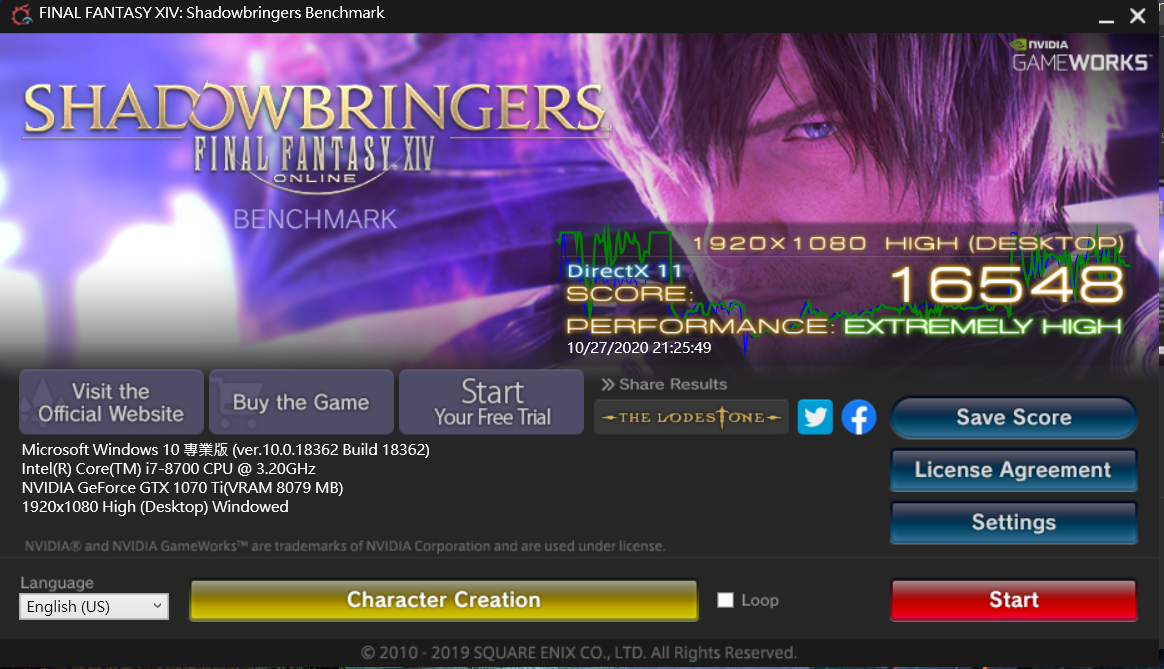 FINAL FANTASY XIV: Shadowbringers Benchmark
NVIDIA
GAMEWORKS
SHADOWBRINGERS
FINAL FANTASY XIV
ONLINE
BENCHMARK
1920X1080 HIGH (DESKTOP)
DirectX 11
SCORE: 16548
PERFORMANCE: EXTREMELY HIGH
10/27/2020 21:25:49
Visit the
Official Website
Buy the Game
Start
Your Free Trial
Share Results
THE LODESTONE
Save Score
Microsoft Windows 10 專業版 (ver.10.0.18362 Build 18362)
Intel(R) Core(TM) i7-8700 CPU @ 3.20GHz
NVIDIA GeForce GTX 1070 Ti(VRAM 8079 MB)
1920x1080 High (Desktop) Windowed
License Agreement
Settings
NVIDIA® and NVIDIA GameWorks™ are trademarks of NVIDIA Corporation and are used under license.
Language
English (US)
Character Creation
Loop
Start
© 2010 - 2019 SQUARE ENIX CO., LTD. All Rights Reserved.